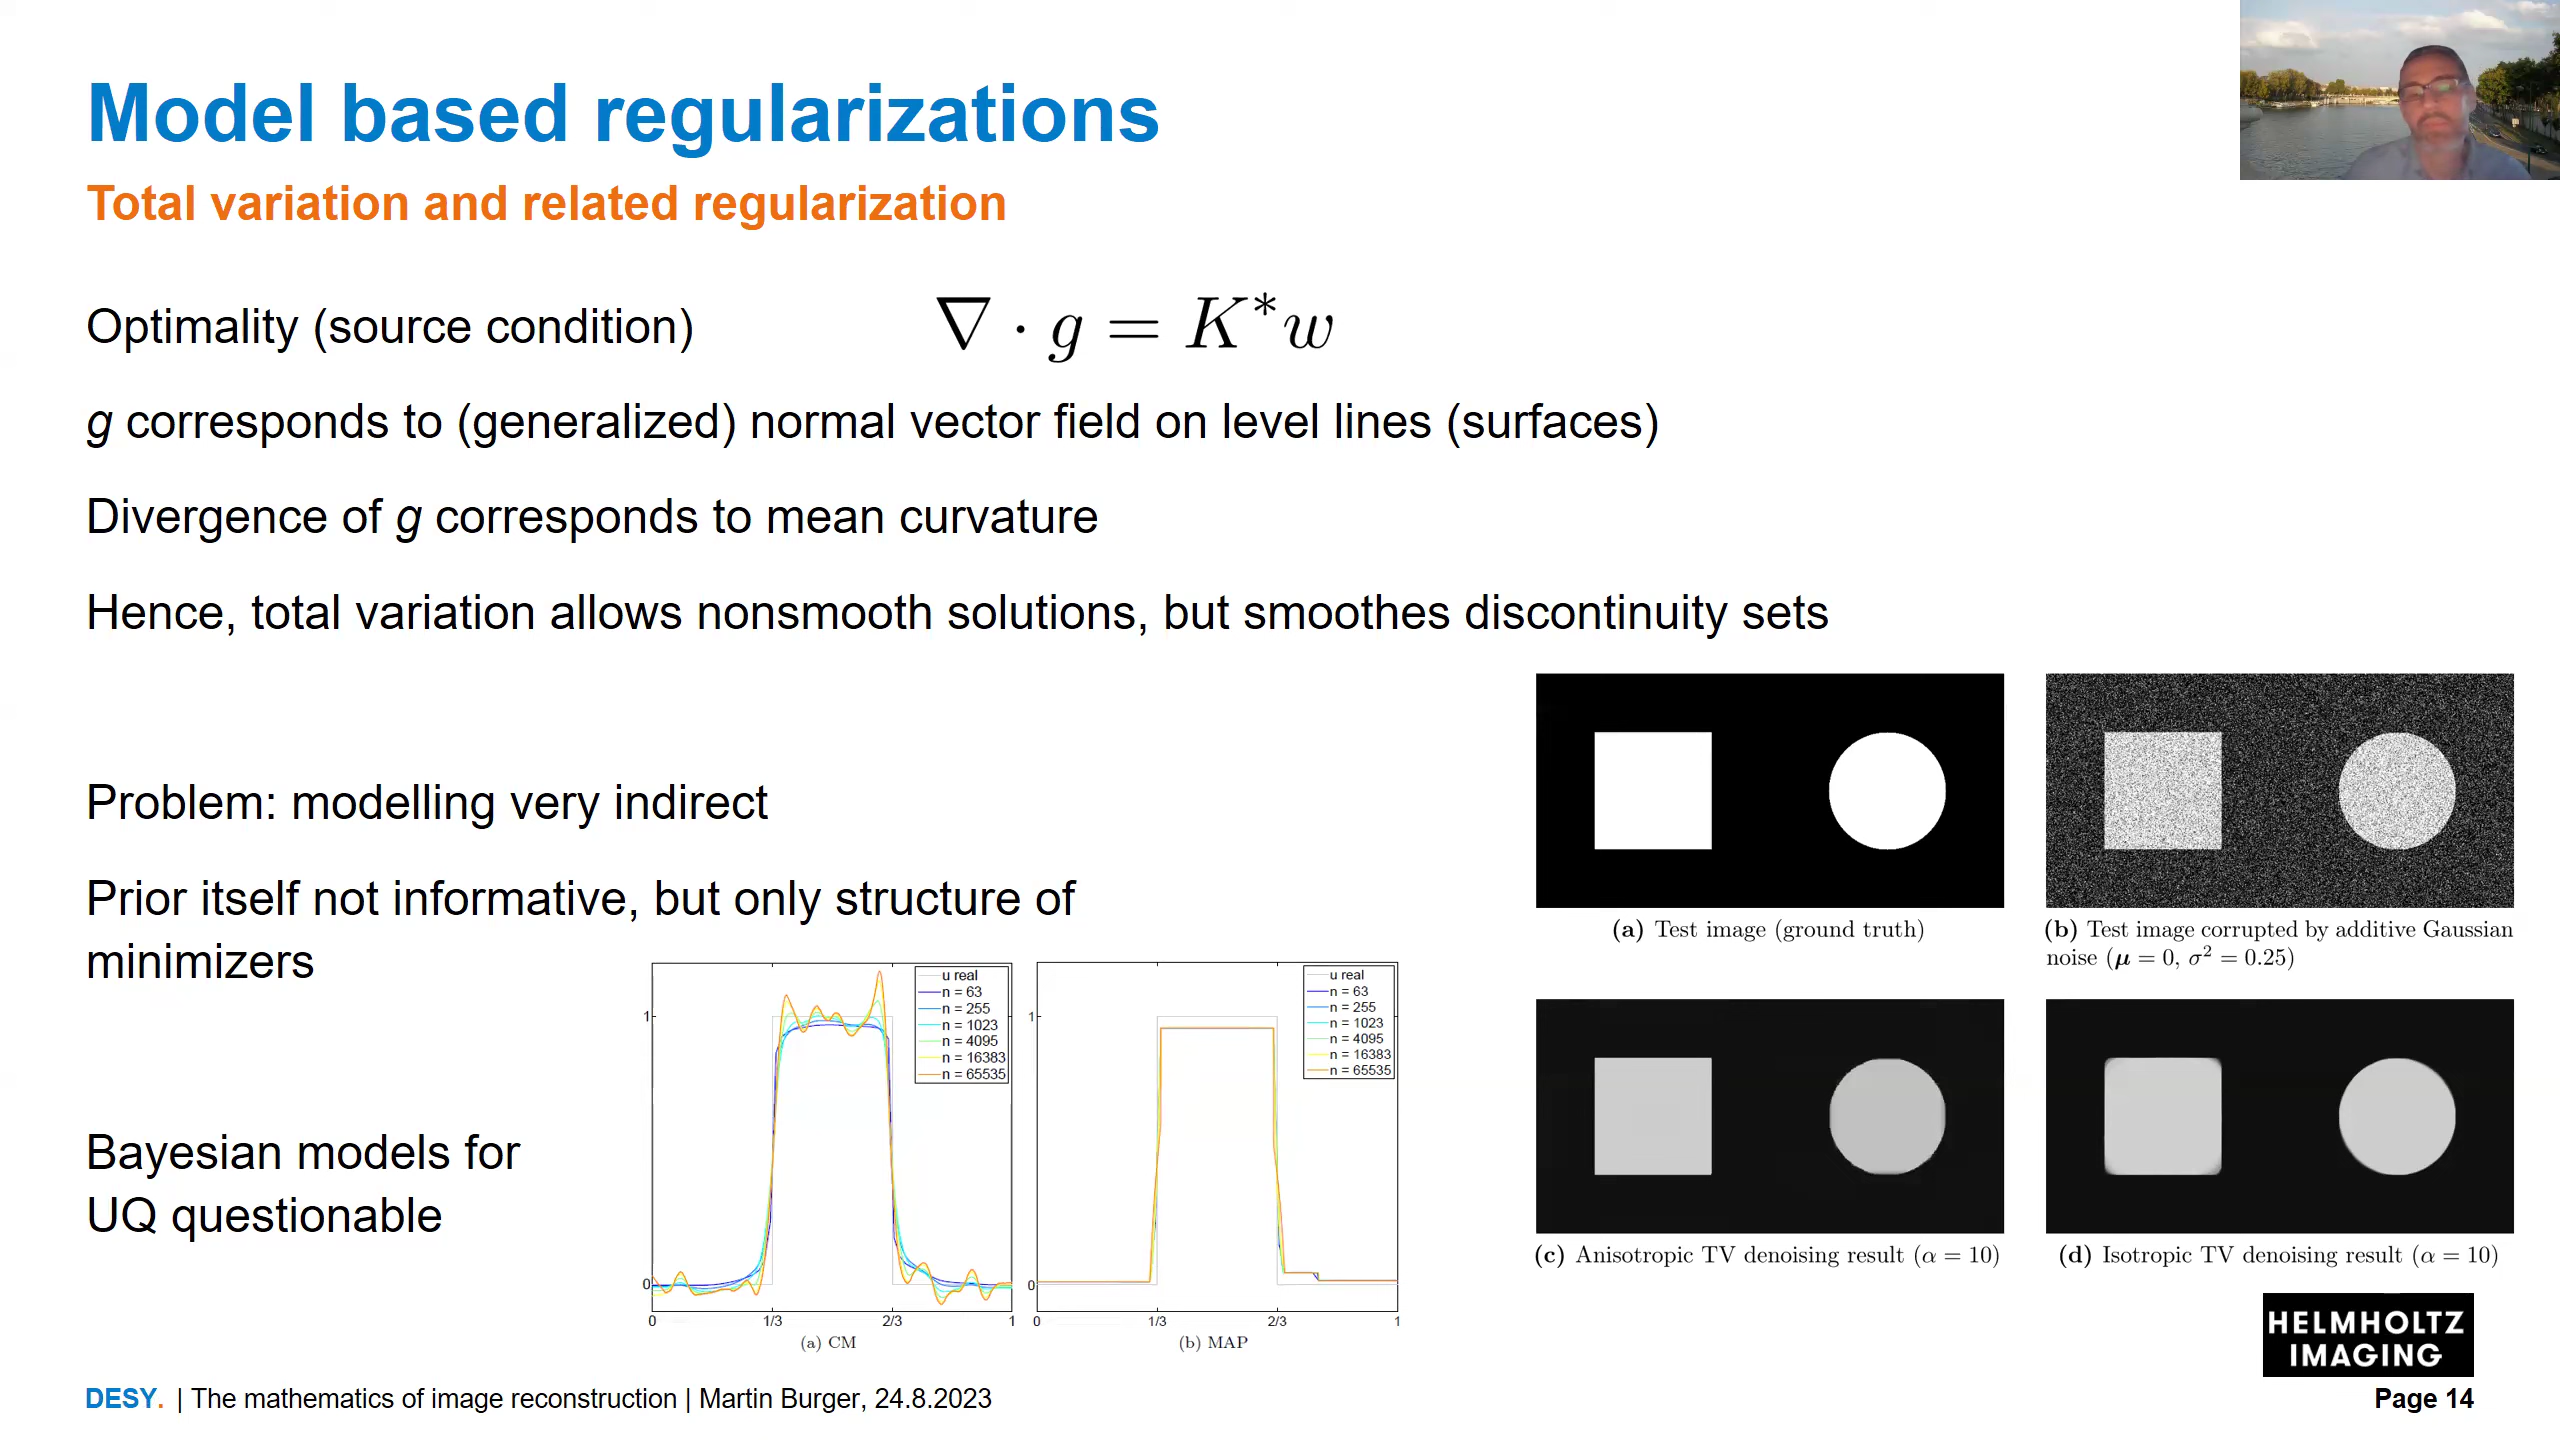 Model based regularizations
Total variation and related regularization
Optimality (source condition)
∇ · g = K*w
g corresponds to (generalized) normal vector field on level lines (surfaces)
Divergence of g corresponds to mean curvature
Hence, total variation allows nonsmooth solutions, but smoothes discontinuity sets
Problem: modelling very indirect
Prior itself not informative, but only structure of
minimizers
Bayesian models for
UQ questionable
u real
n = 63
n = 255
n = 1023
n = 4095
n = 16383
n = 65535
1
0
0
1/3
2/3
1
(a) CM
u real
n = 63
n = 255
n = 1023
n = 4095
n = 16383
n = 65535
1
0
0
1/3
2/3
1
(b) MAP
(a) Test image (ground truth)
(b) Test image corrupted by additive Gaussian
noise (μ = 0, σ² = 0.25)
(c) Anisotropic TV denoising result (α = 10)
(d) Isotropic TV denoising result (α = 10)
HELMHOLTZ
IMAGING
DESY. | The mathematics of image reconstruction | Martin Burger, 24.8.2023
Page 14